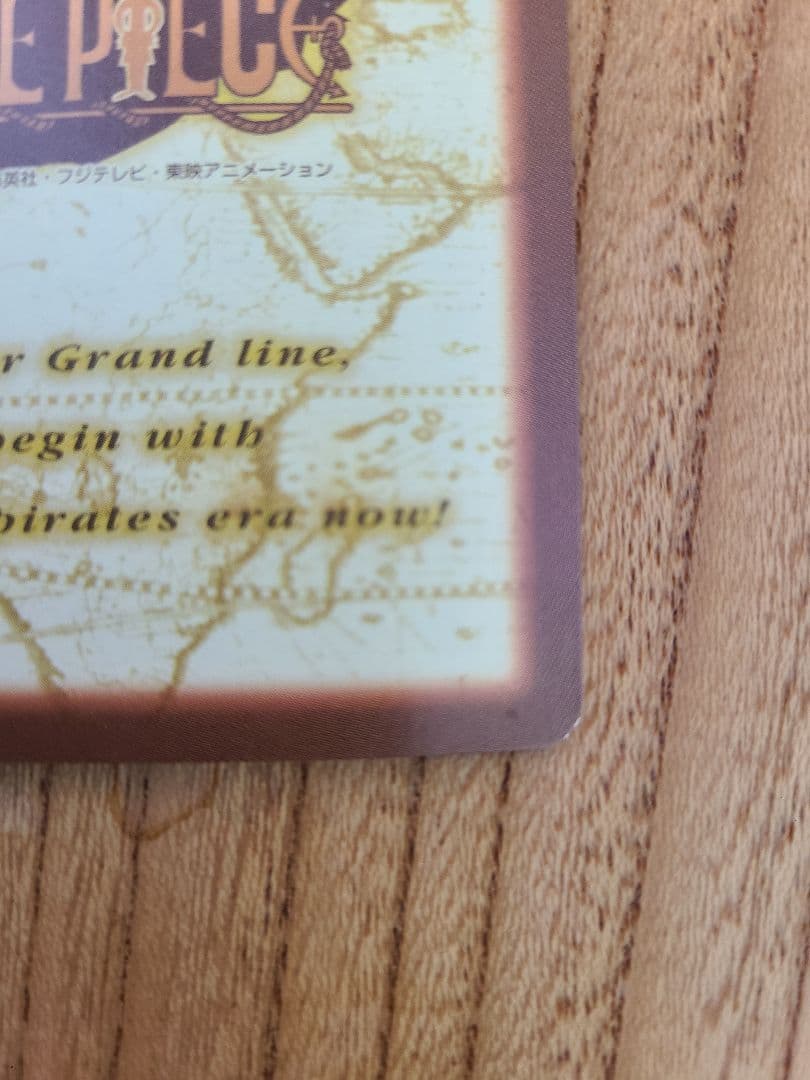 E PIECE
英社・フジテレビ・東映アニメーション
r Grand line,
begin with
pirates era now!